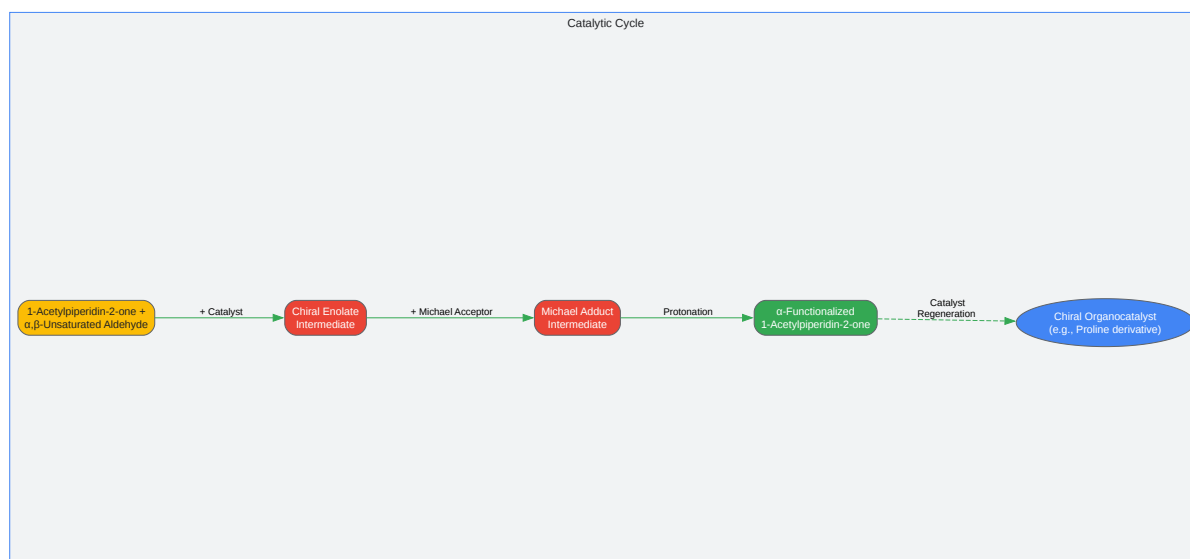 Catalytic Cycle
1-Acetylpiperidin-2-one +
α,β-Unsaturated Aldehyde
+ Catalyst
Chiral Enolate
Intermediate
+ Michael Acceptor
Michael Adduct
Intermediate
Protonation
α-Functionalized
1-Acetylpiperidin-2-one
Catalyst
Regeneration
Chiral Organocatalyst
(e.g., Proline derivative)